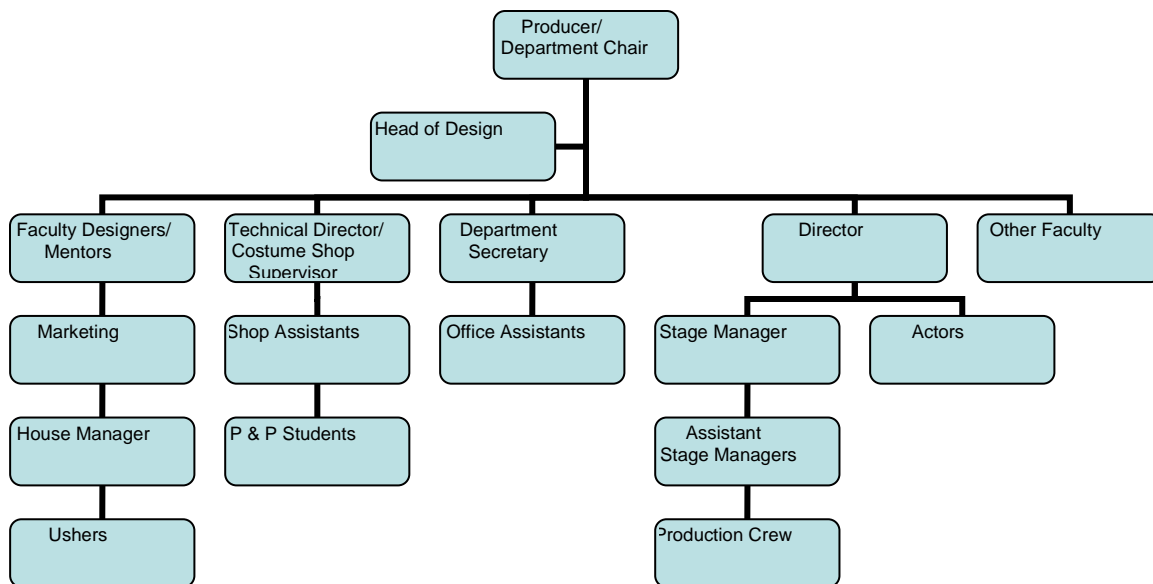 Producer/
Department Chair
Head of Design
Faculty Designers/
Mentors
Technical Director/
Costume Shop
Supervisor
Department
Secretary
Director
Other Faculty
Marketing
Shop Assistants
Office Assistants
Stage Manager
Actors
House Manager
P & P Students
Assistant
Stage Managers
Ushers
Production Crew